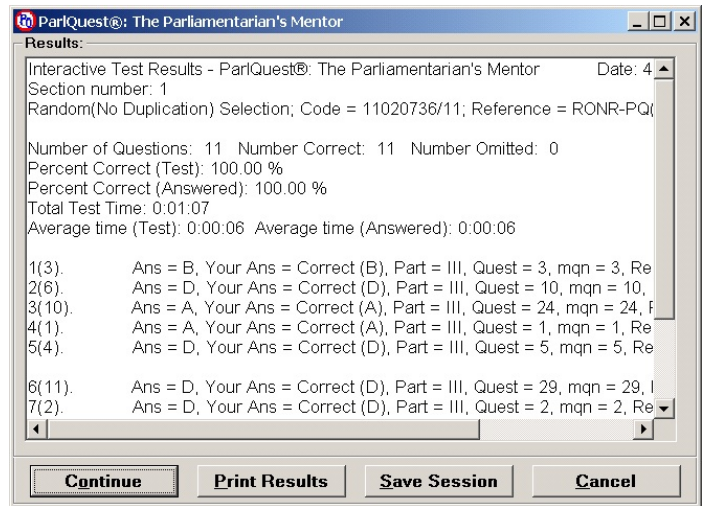 ParlQuest®: The Parliamentarian's Mentor
Results:
Interactive Test Results - ParlQuest®: The Parliamentarian's Mentor Date: 4
Section number: 1
Random(No Duplication) Selection; Code = 11020736/11; Reference = RONR-PQ(
Number of Questions: 11 Number Correct: 11 Number Omitted: 0
Percent Correct (Test): 100.00 %
Percent Correct (Answered): 100.00 %
Total Test Time: 0:01:07
Average time (Test): 0:00:06 Average time (Answered): 0:00:06
1(3). Ans = B, Your Ans = Correct (B), Part = III, Quest = 3, mqn = 3, Re
2(6). Ans = D, Your Ans = Correct (D), Part = III, Quest = 10, mqn = 10,
3(10). Ans = A, Your Ans = Correct (A), Part = III, Quest = 24, mqn = 24,
4(1). Ans = A, Your Ans = Correct (A), Part = III, Quest = 1, mqn = 1, Re
5(4). Ans = D, Your Ans = Correct (D), Part = III, Quest = 5, mqn = 5, Re
6(11). Ans = D, Your Ans = Correct (D), Part = III, Quest = 29, mqn = 29,
7(2). Ans = D, Your Ans = Correct (D), Part = III, Quest = 2, mqn = 2, Re
Continue Print Results Save Session Cancel